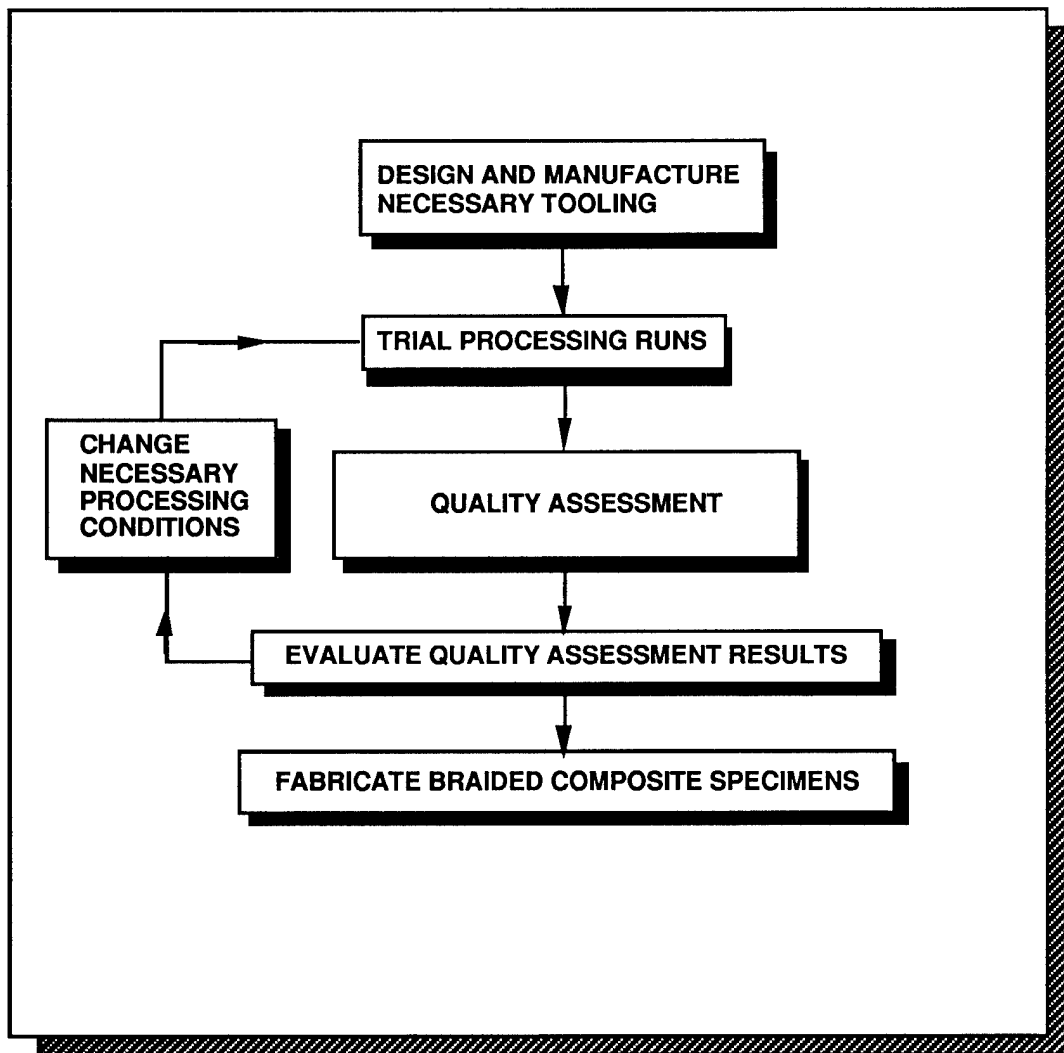 DESIGN AND MANUFACTURE
NECESSARY TOOLING
TRIAL PROCESSING RUNS
CHANGE
NECESSARY
PROCESSING
CONDITIONS
QUALITY ASSESSMENT
EVALUATE QUALITY ASSESSMENT RESULTS
FABRICATE BRAIDED COMPOSITE SPECIMENS